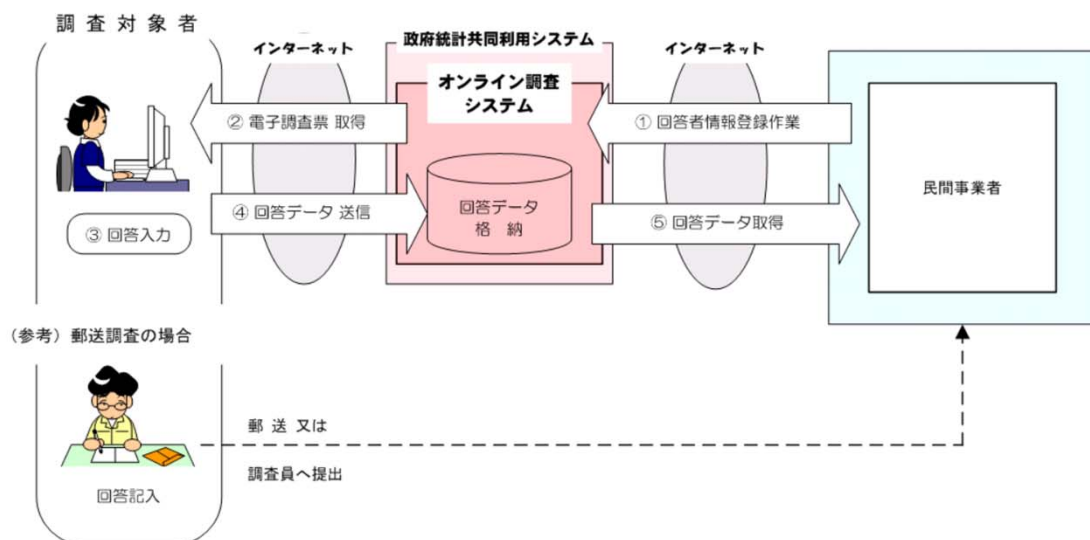 調 査 対 象 者
インターネット
政府統計共同利用システム
インターネット
オンライン調査
システム
② 電子調査票 取得
① 回答者情報登録作業
民間事業者
④ 回答データ 送信
回答データ
格 納
⑤ 回答データ取得
③ 回答入力
（参考）郵送調査の場合
郵 送 又は
調査員へ提出
回答記入